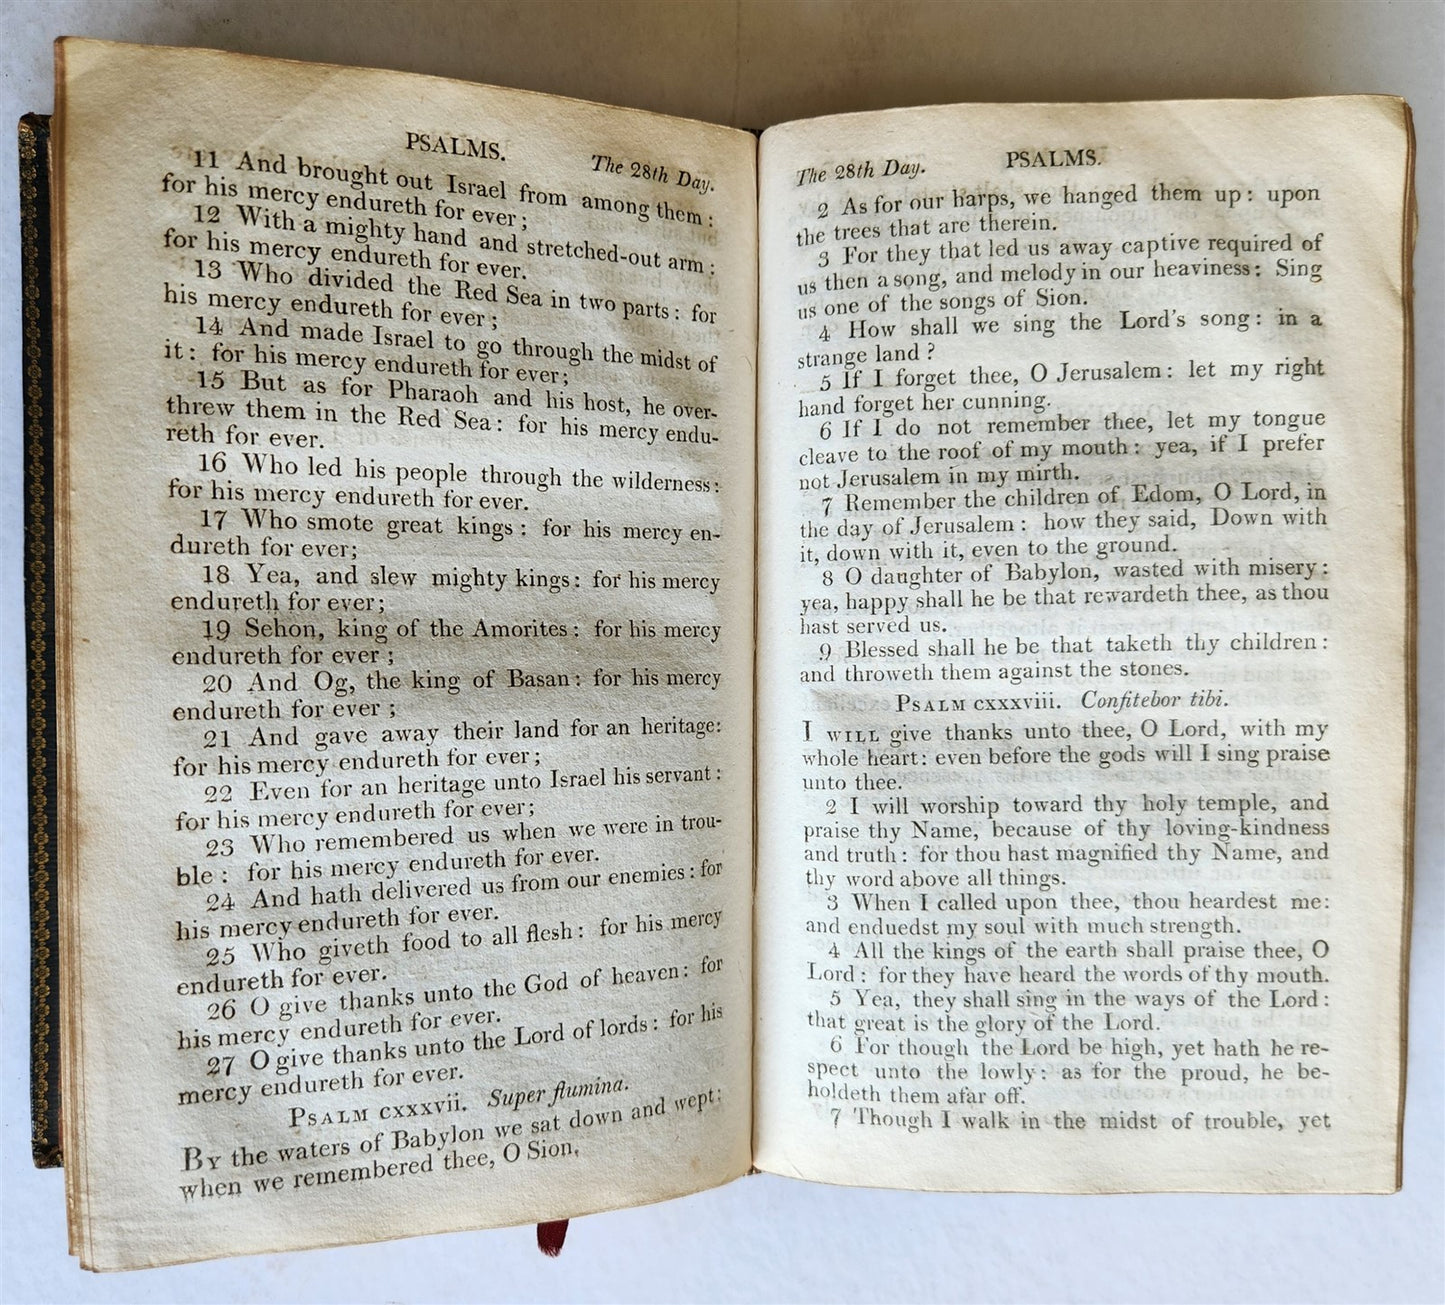 PSALMS.
The 28th Day.
11 And brought out Israel from among them :
for his mercy endureth for ever ;
12 With a mighty hand and stretched-out arm :
for his mercy endureth for ever.
13 Who divided the Red Sea in two parts : for
his mercy endureth for ever ;
14 And made Israel to go through the midst of
it : for his mercy endureth for ever ;
15 But as for Pharaoh and his host, he over-
threw them in the Red Sea : for his mercy endu-
reth for ever.
16 Who led his people through the wilderness :
for his mercy endureth for ever.
17 Who smote great kings : for his mercy en-
dureth for ever;
18 Yea, and slew mighty kings : for his mercy
endureth for ever;
19 Sehon, king of the Amorites : for his mercy
endureth for ever ;
20 And Og, the king of Basan : for his mercy
endureth for ever ;
21 And gave away their land for an heritage:
for his mercy endureth for ever ;
22 Even for an heritage unto Israel his servant :
for his mercy endureth for ever;
23 Who remembered us when we were in trou-
ble : for his mercy endureth for ever.
24 And hath delivered us from our enemies : for
his mercy endureth for ever.
25 Who giveth food to all flesh : for his mercy
endureth for ever.
26 O give thanks unto the God of heaven : for
his mercy endureth for ever.
27 O give thanks unto the Lord of lords : for his
mercy endureth for ever.
PSALM cxxxvii. Super flumina.
BY the waters of Babylon we sat down and wept:
when we remembered thee, O Sion.
The 28th Day.
PSALMS.
2 As for our harps, we hanged them up : upon
the trees that are therein.
3 For they that led us away captive required of
us then a song, and melody in our heaviness : Sing
us one of the songs of Sion.
4 How shall we sing the Lord's song : in a
strange land ?
5 If I forget thee, O Jerusalem : let my right
hand forget her cunning.
6 If I do not remember thee, let my tongue
cleave to the roof of my mouth : yea, if I prefer
not Jerusalem in my mirth.
7 Remember the children of Edom, O Lord, in
the day of Jerusalem : how they said, Down with
it, down with it, even to the ground.
8 O daughter of Babylon, wasted with misery :
yea, happy shall he be that rewardeth thee, as thou
hast served us.
9 Blessed shall he be that taketh thy children :
and throweth them against the stones.
PSALM cxxxviii. Confitebor tibi.
I WILL give thanks unto thee, O Lord, with my
whole heart : even before the gods will I sing praise
unto thee.
2 I will worship toward thy holy temple, and
praise thy Name, because of thy loving-kindness
and truth : for thou hast magnified thy Name, and
thy word above all things.
3 When I called upon thee, thou heardest me:
and enduedst my soul with much strength.
4 All the kings of the earth shall praise thee, O
Lord : for they have heard the words of thy mouth.
5 Yea, they shall sing in the ways of the Lord :
that great is the glory of the Lord.
6 For though the Lord be high, yet hath he re-
spect unto the lowly : as for the proud, he be-
holdeth them afar off.
7 Though I walk in the midst of trouble, yet